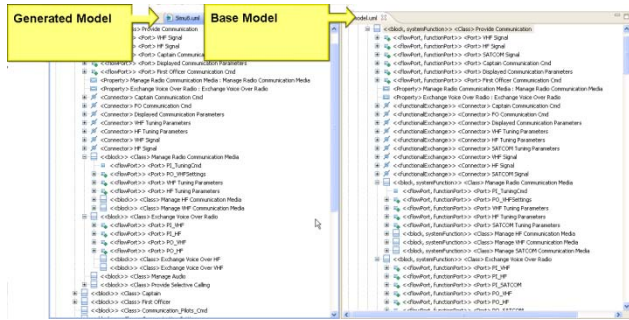 Generated Model
Simu8.uml
Base Model
Model.uml
<Class> Provide Communication
<Port> VHF Signal
<Port> HF Signal
<Port> Captain Communica
<<flowPort>> <Port> Displayed Communication Parameters
<<flowPort>> <Port> First Officer Communication Cmd
<Property> Manage Radio Communication Media : Manage Radio Communication Media
<Property> Exchange Voice Over Radio : Exchange Voice Over Radio
<Connector> Captain Communication Cmd
<Connector> FO Communication Cmd
<Connector> Displayed Communication Parameters
<Connector> VHF Tuning Parameters
<Connector> HF Tuning Parameters
<Connector> VHF Signal
<Connector> HF Signal
<<block>> <Class> Manage Radio Communication Media
<<flowPort>> <Port> PI_TuningCmd
<<flowPort>> <Port> PO_VHFSettings
<<flowPort>> <Port> VHF Tuning Parameters
<<flowPort>> <Port> HF Tuning Parameters
<<block>> <Class> Manage HF Communication Media
<<block>> <Class> Manage VHF Communication Media
<<block>> <Class> Exchange Voice Over Radio
<<flowPort>> <Port> PI_VHF
<<flowPort>> <Port> PI_HF
<<flowPort>> <Port> PO_VHF
<<flowPort>> <Port> PO_HF
<<block>> <Class> Exchange Voice Over HF
<<block>> <Class> Exchange Voice Over VHF
<<block>> <Class> Manage Audio
<<block>> <Class> Provide Selective Calling
<<block>> <Class> Captain
<<block>> <Class> First Officer
<<block>> <Class> Communication_Pilots_Cmd
<<block, systemFunction>> <Class> Provide Communication
<<flowPort, functionPort>> <Port> VHF Signal
<<flowPort, functionPort>> <Port> HF Signal
<<flowPort, functionPort>> <Port> SATCOM Signal
<<flowPort, functionPort>> <Port> Captain Communication Cmd
<<flowPort, functionPort>> <Port> Displayed Communication Parameters
<<flowPort, functionPort>> <Port> First Officer Communication Cmd
<Property> Manage Radio Communication Media : Manage Radio Communication Media
<Property> Exchange Voice Over Radio : Exchange Voice Over Radio
<<functionalExchange>> <Connector> Captain Communication Cmd
<<functionalExchange>> <Connector> FO Communication Cmd
<<functionalExchange>> <Connector> Displayed Communication Parameters
<<functionalExchange>> <Connector> VHF Tuning Parameters
<<functionalExchange>> <Connector> HF Tuning Parameters
<<functionalExchange>> <Connector> SATCOM Tuning Parameters
<<functionalExchange>> <Connector> VHF Signal
<<functionalExchange>> <Connector> HF Signal
<<functionalExchange>> <Connector> SATCOM Signal
<<block, systemFunction>> <Class> Manage Radio Communication Media
<<flowPort, functionPort>> <Port> PI_TuningCmd
<<flowPort, functionPort>> <Port> PO_VHFSettings
<<flowPort, functionPort>> <Port> VHF Tuning Parameters
<<flowPort, functionPort>> <Port> HF Tuning Parameters
<<flowPort, functionPort>> <Port> SATCOM Tuning Parameters
<<block, systemFunction>> <Class> Manage HF Communication Media
<<block, systemFunction>> <Class> Manage VHF Communication Media
<<block, systemFunction>> <Class> Manage SATCOM Communication Media
<<block, systemFunction>> <Class> Exchange Voice Over Radio
<<flowPort, functionPort>> <Port> PI_VHF
<<flowPort, functionPort>> <Port> PI_HF
<<flowPort, functionPort>> <Port> PI_SATCOM
<<flowPort, functionPort>> <Port> PO_VHF
<<flowPort, functionPort>> <Port> PO_HF
<<flowPort, functionPort>> <Port> PO_SATCOM